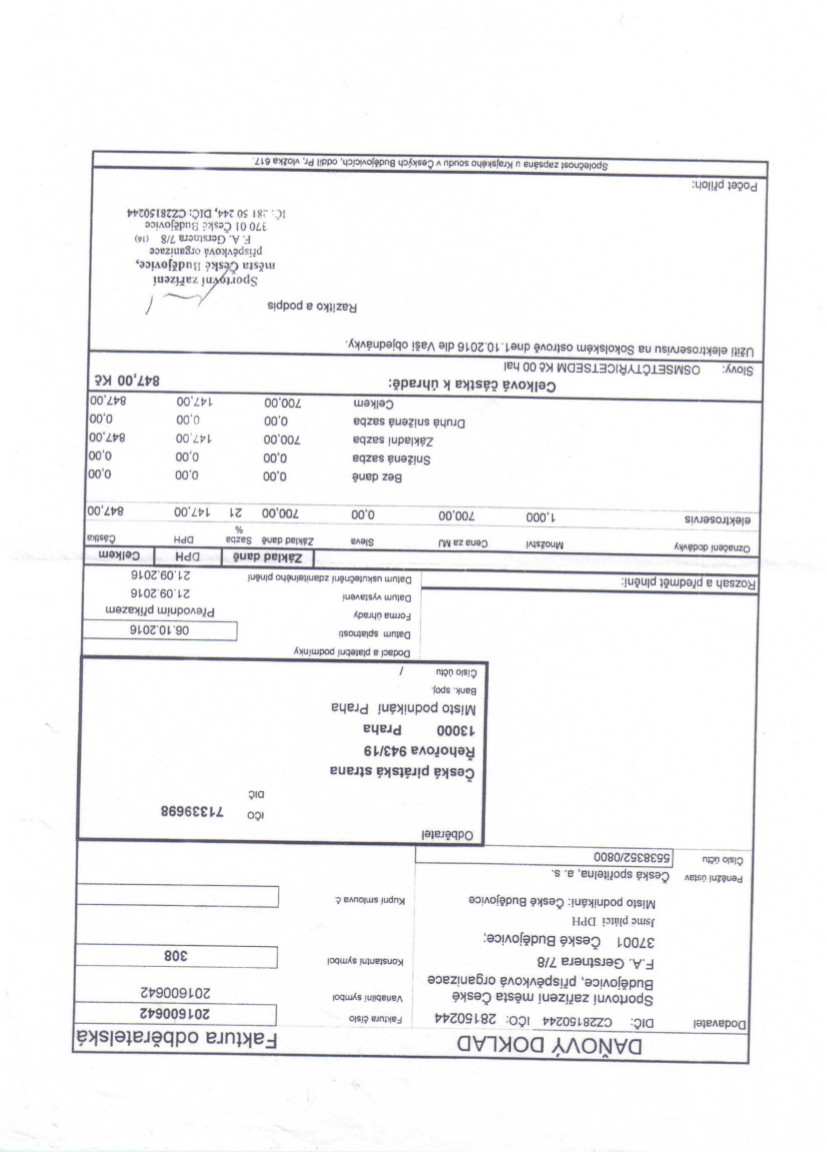 DAŇOVÝ DOKLAD
Faktura odběratelská
Dodavatel
DIČ: CZ28150244 IČO: 28150244
Sportovní zařízení města České
Budějovice, příspěvková organizace
F.A. Gerstnera 7/8
37001 České Budějovice;
Jsme plátci DPH
Místo podnikání: České Budějovice
Faktura číslo 201600642
Variabilní symbol 201600642
Konstantní symbol 308
Kupní smlouva č.
Peněžní ústav Česká spořitelna, a. s.
Číslo účtu 5538352/0800
Odběratel
IČO 71339698
DIČ
Česká pirátská strana
Řehořova 943/19
13000 Praha
Místo podnikání Praha
Bank. spoj.
Číslo účtu /
Dodací a platební podmínky
Datum splatnosti 06.10.2016
Forma úhrady Převodním příkazem
Datum vystavení 21.09.2016
Datum uskutečnění zdanitelného plnění 21.09.2016
Rozsah a předmět plnění:
Základ daně DPH Celkem
Označení dodávky Množství Cena za MJ Sleva Základ daně Sazba % DPH Částka
elektroservis 1,000 700,00 0,00 700,00 21 147,00 847,00
Bez daně 0,00 0,00 0,00
Snížená sazba 0,00 0,00 0,00
Základní sazba 700,00 147,00 847,00
Druhá snížená sazba 0,00 0,00 0,00
Celkem 700,00 147,00 847,00
Celková částka k úhradě: 847,00 Kč
Slovy: OSMSETČTYŘICETSEDM Kč 00 hal
Užití elektroservisu na Sokolském ostrově dne1.10.2016 dle Vaší objednávky.
Razítko a podpis
Sportovní zařízení
města České Budějovice,
příspěvková organizace
F. A. Gerstnera 7/8 (16)
370 01 České Budějovice
IČ: 281 50 244, DIČ: CZ28150244
Počet příloh:
Společnost zapsána u Krajského soudu v Českých Budějovicích, oddíl Pr, vložka 617.